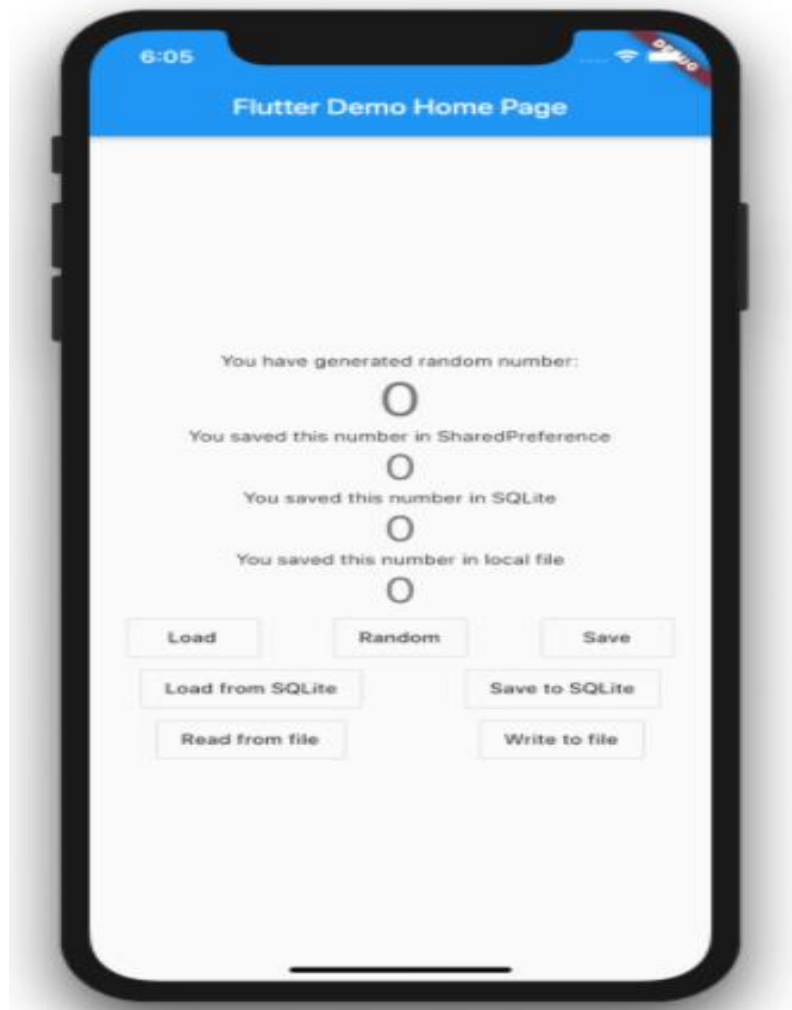 6:05
DEBUG
Flutter Demo Home Page
You have generated random number:
0
You saved this number in SharedPreference
0
You saved this number in SQLite
0
You saved this number in local file
0
Load Random Save
Load from SQLite Save to SQLite
Read from file Write to file